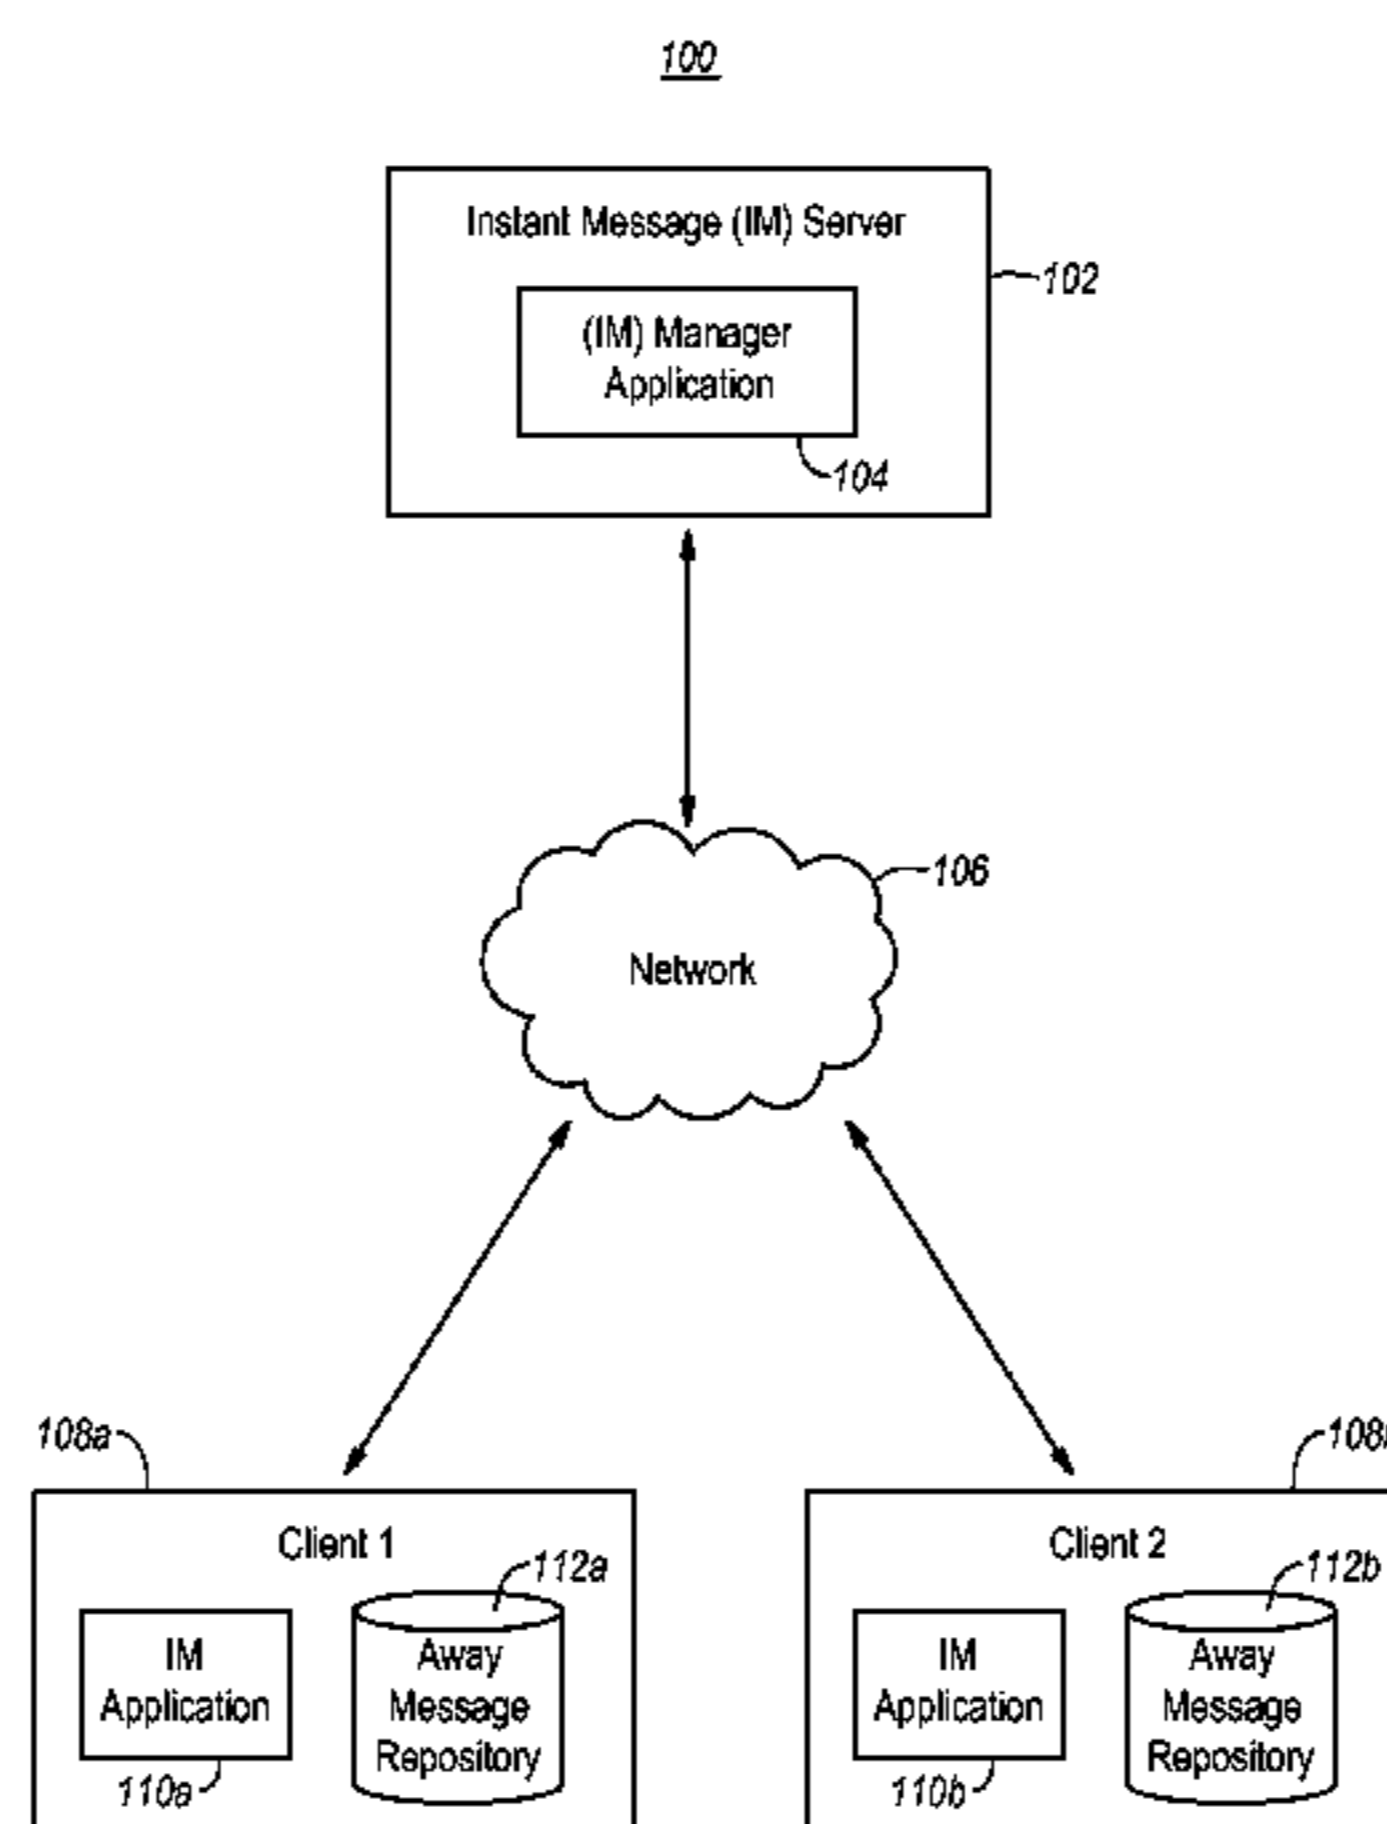 100
Instant Message (IM) Server
102
(IM) Manager
Application
104
106
Network
108a
108
Client 1
Client 2
112a
112b
IM
Application
Away
Message
Repository
IM
Application
Away
Message
Repository
110a
110b